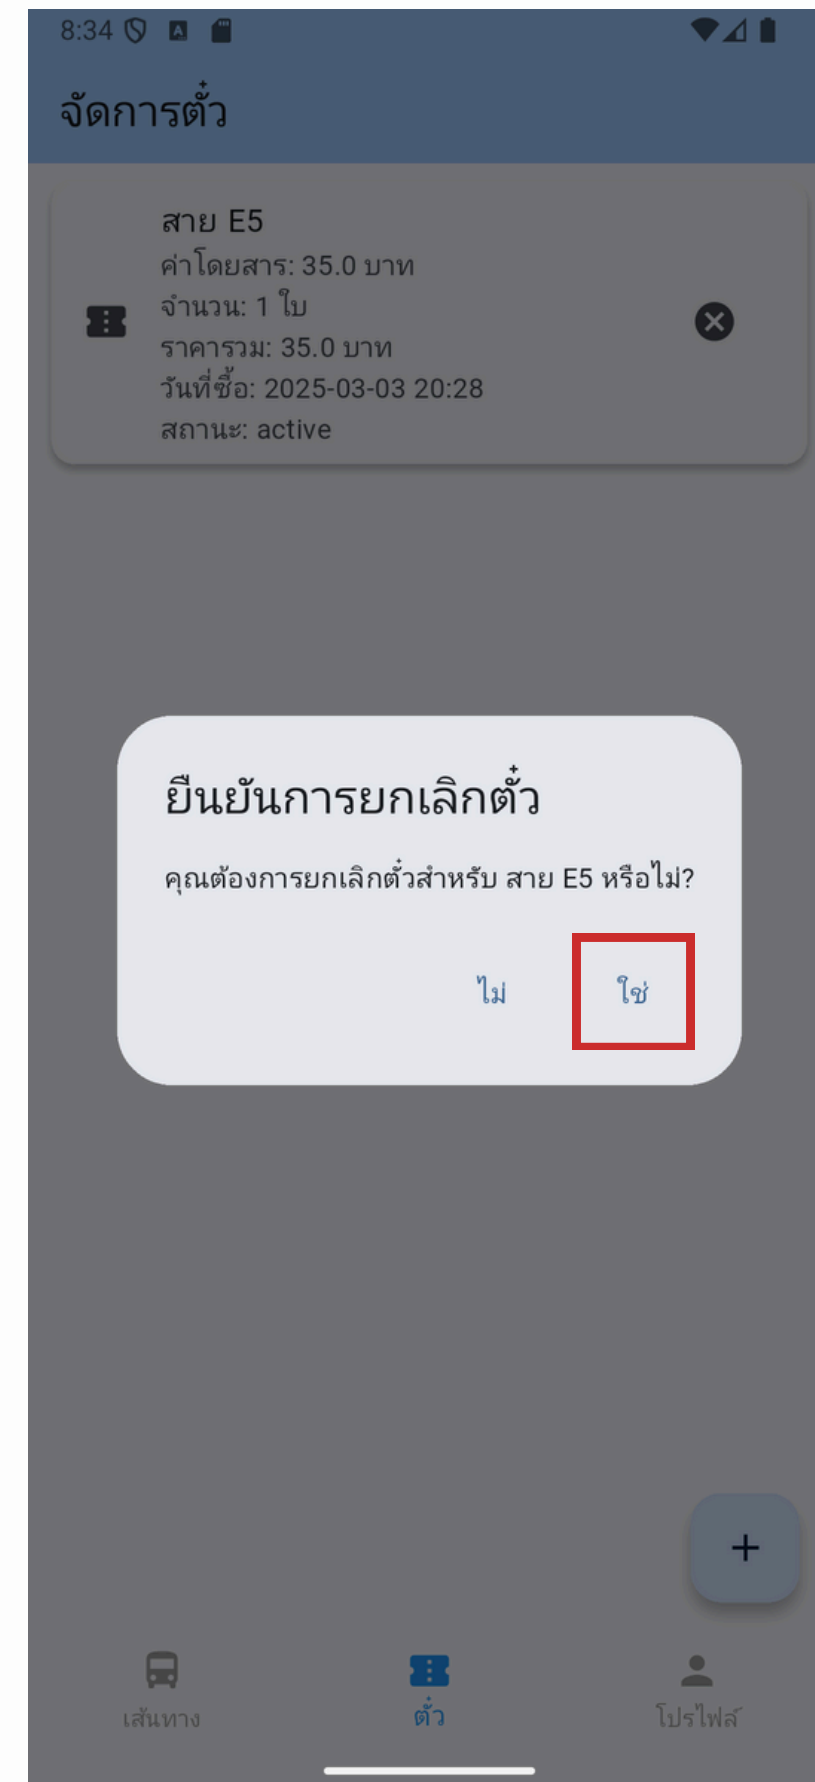 8:34
จัดการตั๋ว
สาย E5
ค่าโดยสาร: 35.0 บาท
จำนวน: 1 ใบ
ราคารวม: 35.0 บาท
วันที่ซื้อ: 2025-03-03 20:28
สถานะ: active
ยืนยันการยกเลิกตั๋ว
คุณต้องการยกเลิกตั๋วสำหรับ สาย E5 หรือไม่?
ไม่ ใช่
+
เส้นทาง ตั๋ว โปรไฟล์